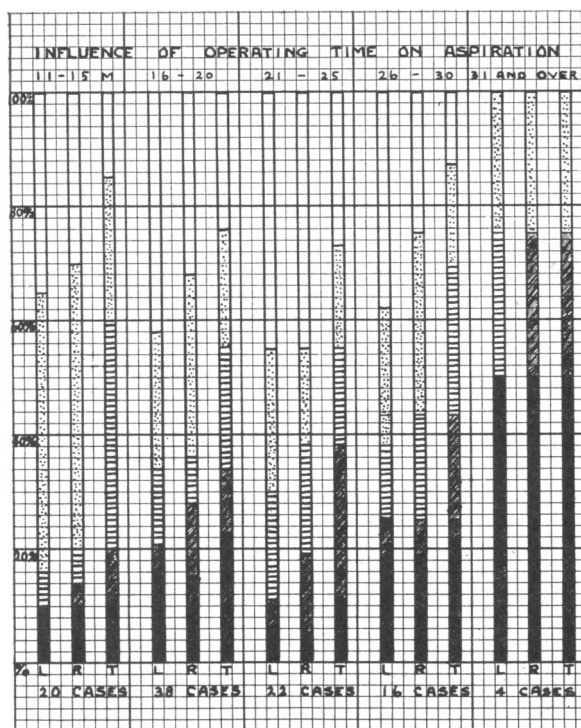 INFLUENCE OF OPERATING TIME ON ASPIRATION
11-15 M 16-20 21-25 26-30 31 AND OVER
100%
80%
60%
40%
20%
%
L R T L R T L R T L R T L R T
20 CASES 38 CASES 22 CASES 16 CASES 4 CASES